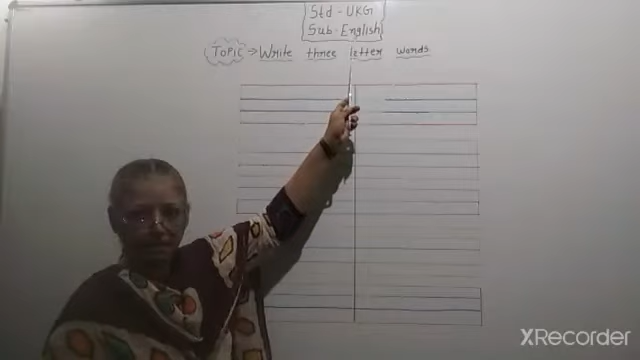 Std - UKG
Sub - English
TOPIC → Write three letter words
XRecorder